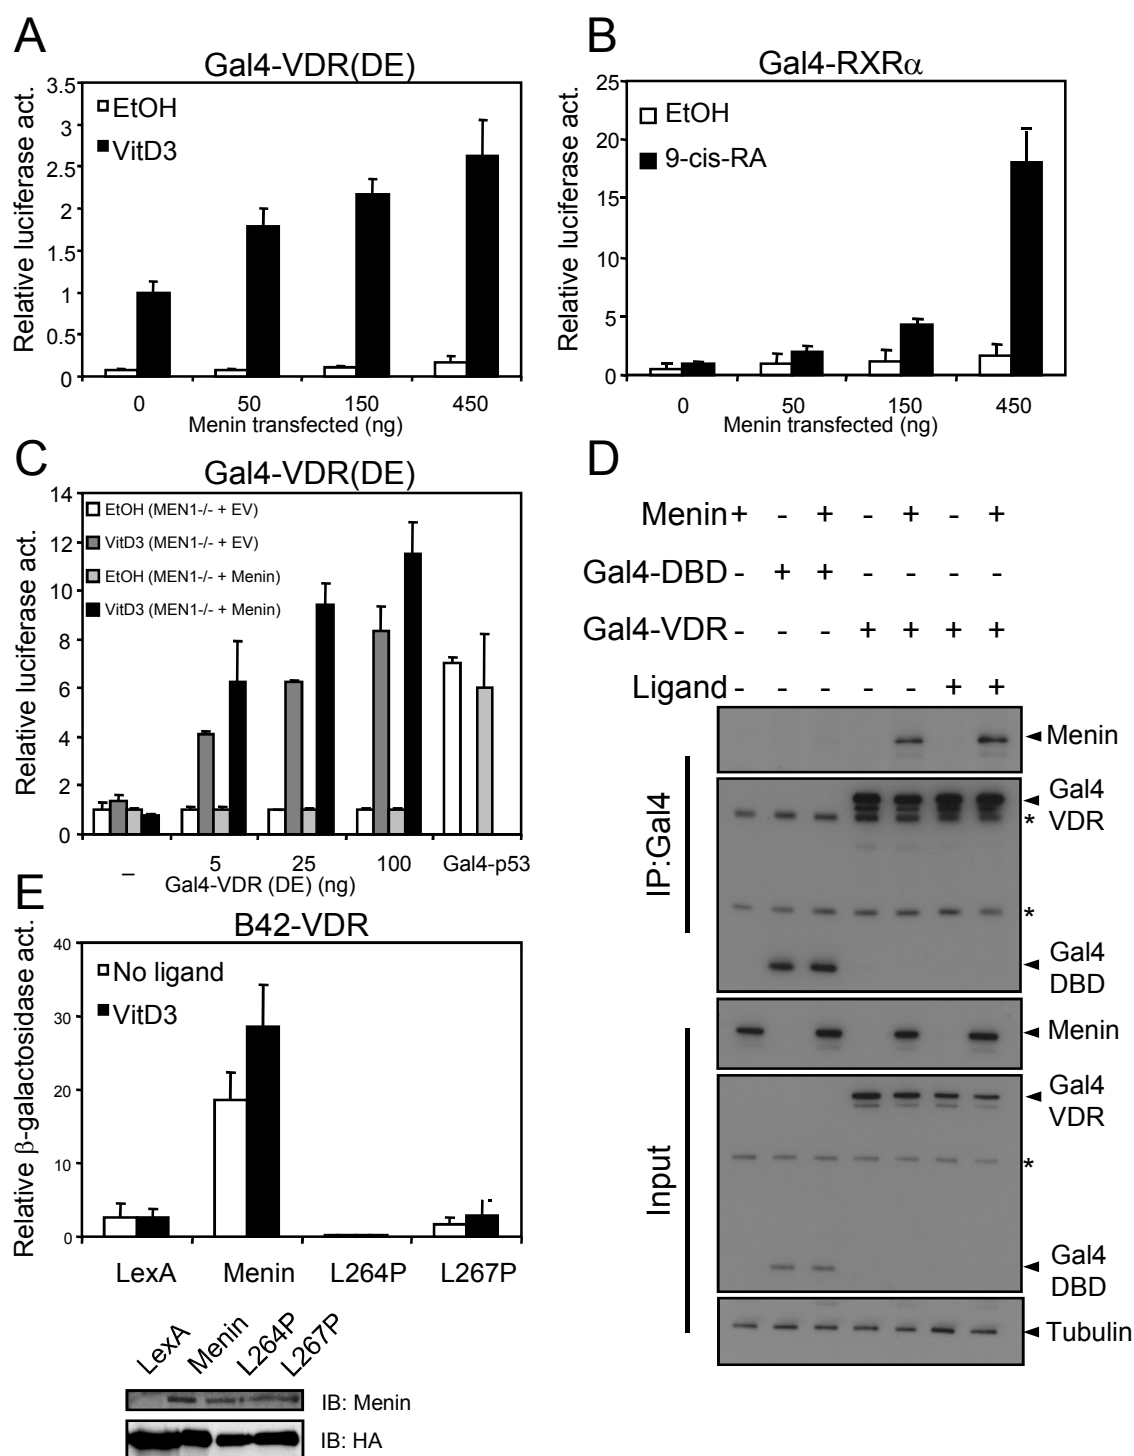 A
Gal4-VDR(DE)
Relative luciferase act.
3.5
3
2.5
2
1.5
1
0.5
0
EtOH
VitD3
0 50 150 450
Menin transfected (ng)
B
Gal4-RXRα
Relative luciferase act.
25
20
15
10
5
0
EtOH
9-cis-RA
0 50 150 450
Menin transfected (ng)
C
Gal4-VDR(DE)
Relative luciferase act.
14
12
10
8
6
4
2
0
EtOH (MEN1-/- + EV)
VitD3 (MEN1-/- + EV)
EtOH (MEN1-/- + Menin)
VitD3 (MEN1-/- + Menin)
– 5 25 100 Gal4-p53
Gal4-VDR (DE) (ng)
D
Menin + - + - + - +
Gal4-DBD - + + - - - -
Gal4-VDR - - - + + + +
Ligand - - - - - + +
IP:Gal4
Menin
Gal4
VDR
*
*
Gal4
DBD
Input
Menin
Gal4
VDR
*
Gal4
DBD
Tubulin
E
B42-VDR
Relative β-galactosidase act.
40
30
20
10
0
No ligand
VitD3
LexA Menin L264P L267P
LexA Menin L264P L267P
IB: Menin
IB: HA